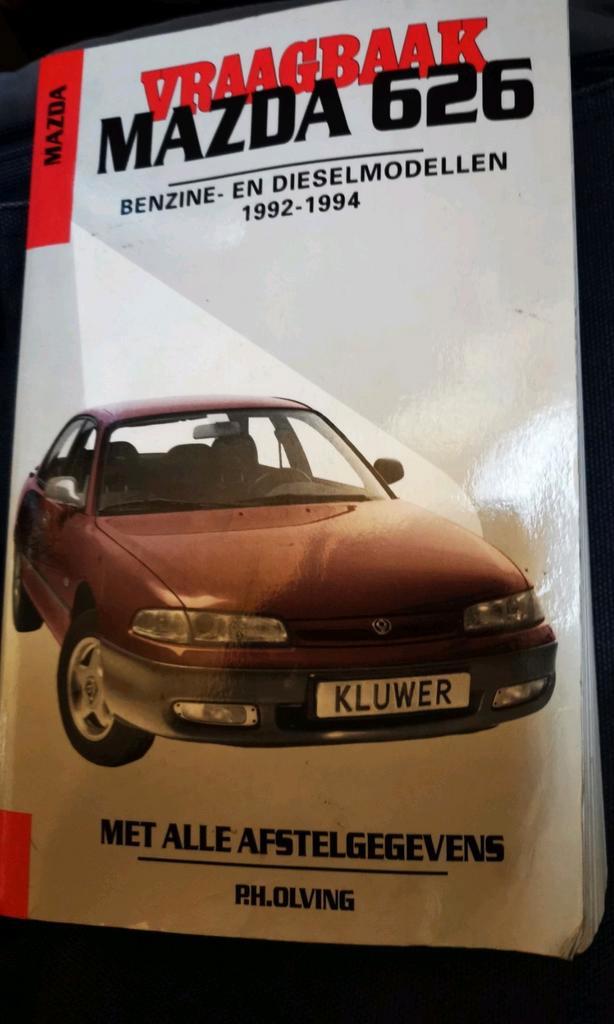 MAZDA
VRAAGBAAK
MAZDA 626
BENZINE- EN DIESELMODELLEN
1992-1994
KLUWER
MET ALLE AFSTELGEGEVENS
P.H.OLVING